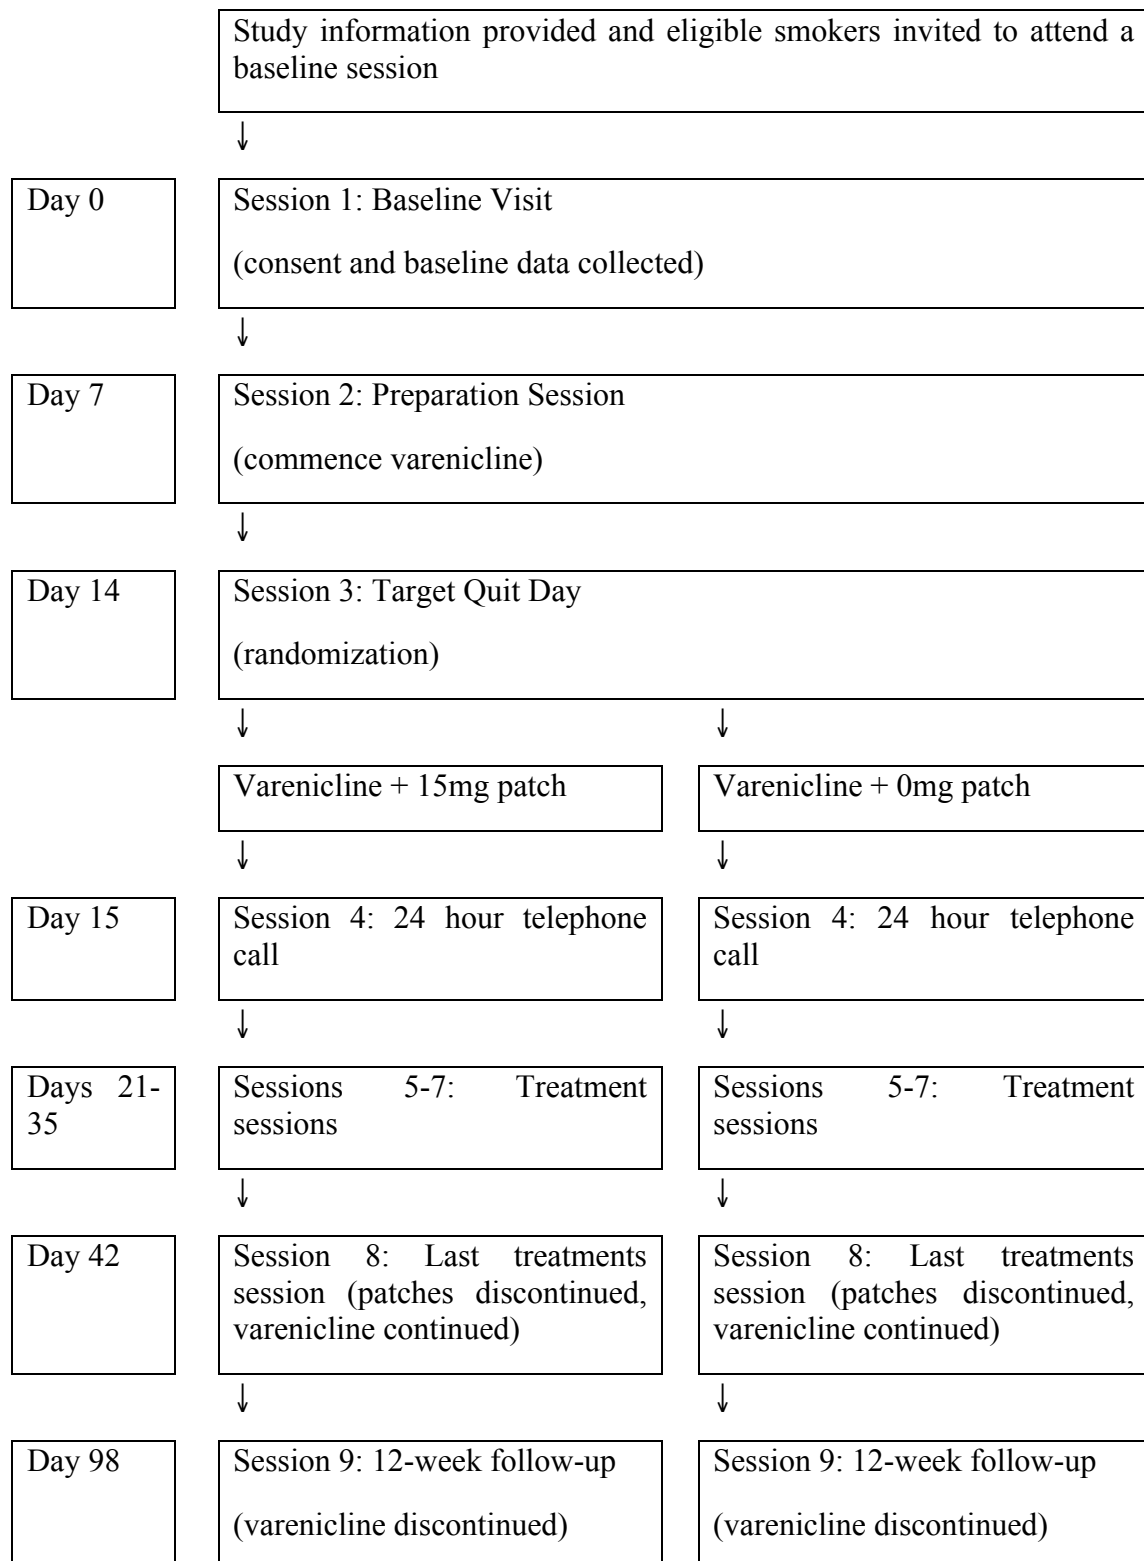 Study information provided and eligible smokers invited to attend a
baseline session
↓
Day 0
Session 1: Baseline Visit
(consent and baseline data collected)
↓
Day 7
Session 2: Preparation Session
(commence varenicline)
↓
Day 14
Session 3: Target Quit Day
(randomization)
↓ ↓
Varenicline + 15mg patch
Varenicline + 0mg patch
↓ ↓
Day 15
Session 4: 24 hour telephone
call
Session 4: 24 hour telephone
call
↓ ↓
Days 21-
35
Sessions 5-7: Treatment
sessions
Sessions 5-7: Treatment
sessions
↓ ↓
Day 42
Session 8: Last treatments
session (patches discontinued,
varenicline continued)
Session 8: Last treatments
session (patches discontinued,
varenicline continued)
↓ ↓
Day 98
Session 9: 12-week follow-up
(varenicline discontinued)
Session 9: 12-week follow-up
(varenicline discontinued)